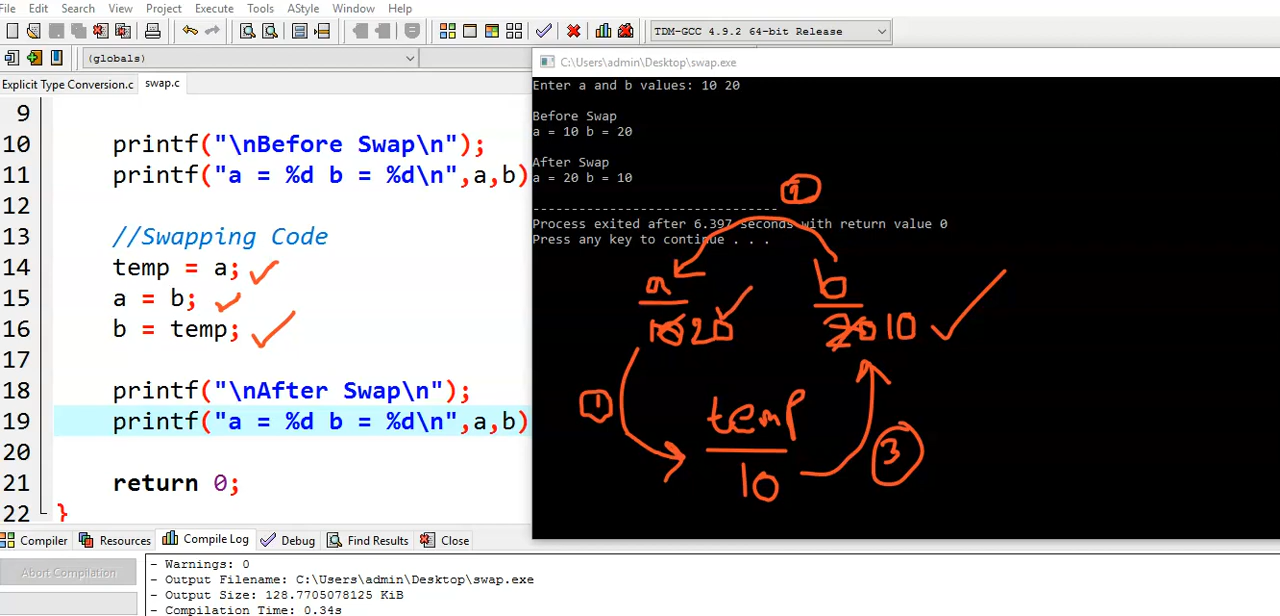 File Edit Search View Project Execute Tools AStyle Window Help
TDM-GCC 4.9.2 64-bit Release
(globals)
Explicit Type Conversion.c swap.c
9
10 printf("\nBefore Swap\n");
11 printf("a = %d b = %d\n",a,b)
12
13 //Swapping Code
14 temp = a;
15 a = b;
16 b = temp;
17
18 printf("\nAfter Swap\n");
19 printf("a = %d b = %d\n",a,b)
20
21 return 0;
22 }
C:\Users\admin\Desktop\swap.exe
Enter a and b values: 10 20
Before Swap
a = 10 b = 20
After Swap
a = 20 b = 10
--------------------------------
Process exited after 6.397 seconds with return value 0
Press any key to continue . . .
a b
10 20 20 10
1
temp
3
10
Compiler Resources Compile Log Debug Find Results Close
Abort Compilation
- Warnings: 0
- Output Filename: C:\Users\admin\Desktop\swap.exe
- Output Size: 128.7705078125 KiB
- Compilation Time: 0.34s